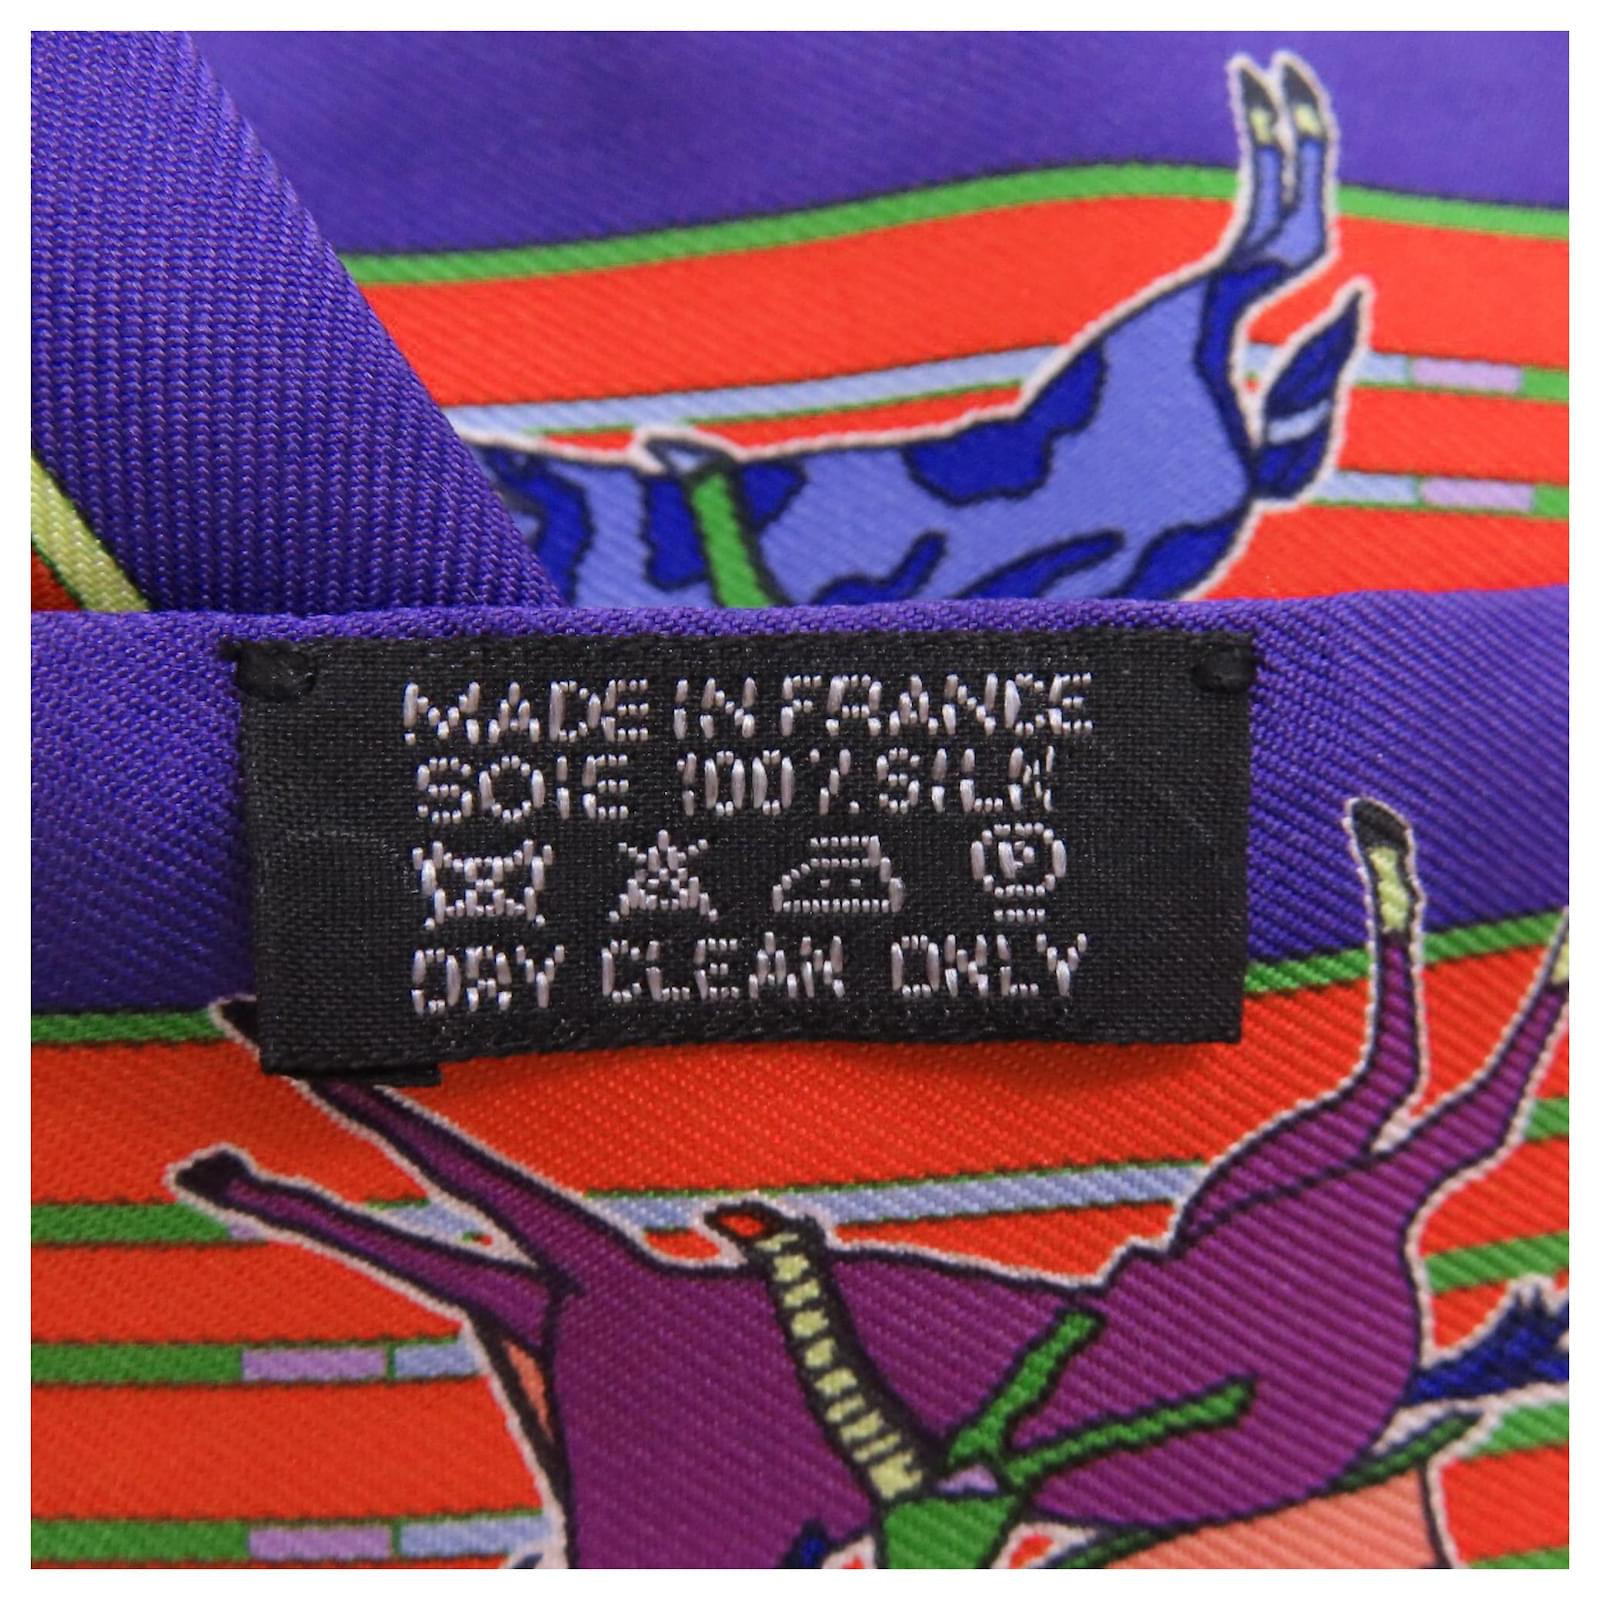 MADE IN FRANCE
SOIE 100% SILK
P
DRY CLEAN ONLY